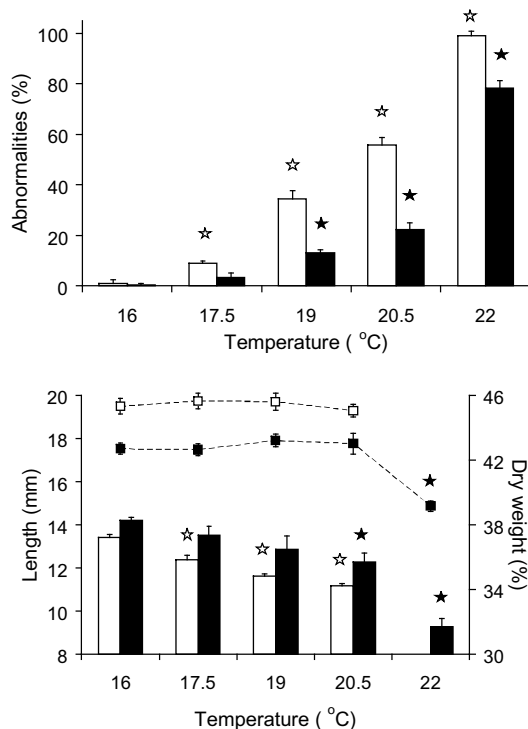 100
80
60
40
20
0
Abnormalities (%)
16 17.5 19 20.5 22
Temperature ( °C)
20
18
16
14
12
10
8
Length (mm)
46
42
38
34
30
Dry weight (%)
16 17.5 19 20.5 22
Temperature ( °C)